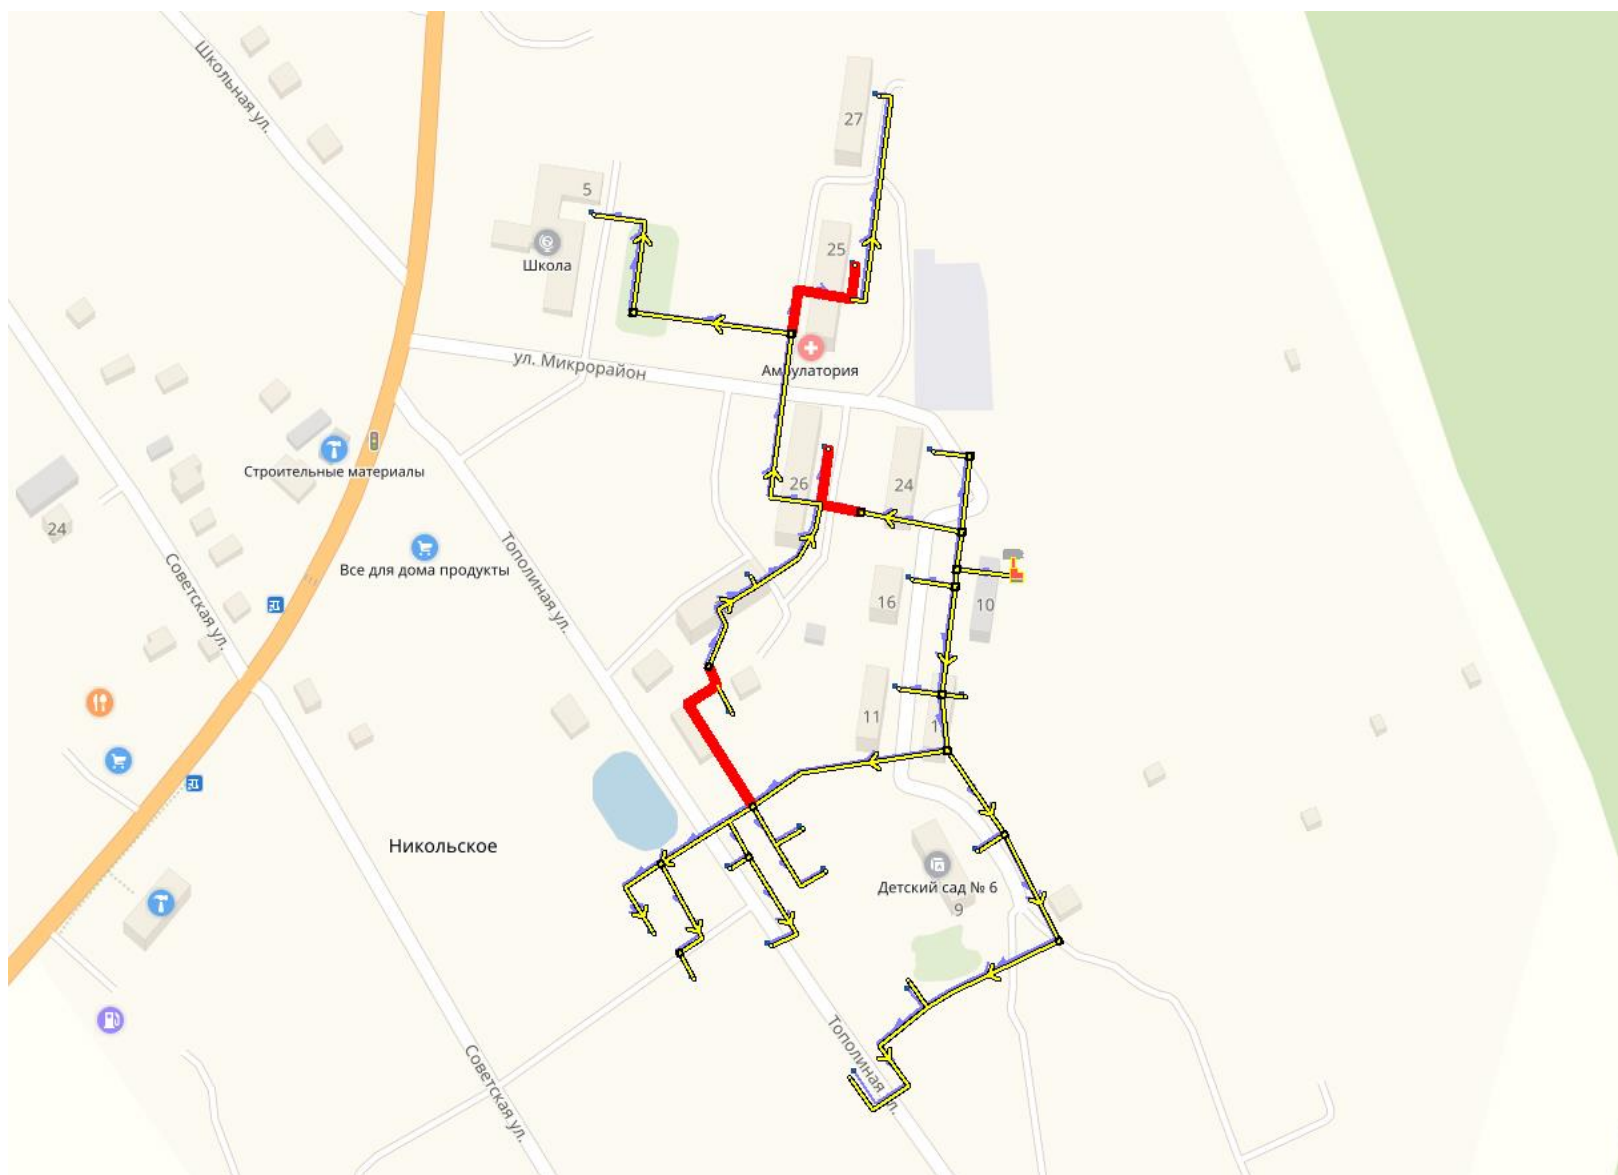 Школьная ул.
27
5
25
Школа
Амбулатория
ул. Микрорайон
Строительные материалы
26
24
24
Тополиная ул.
Все для дома продукты
Советская ул.
16
10
11
1
Никольское
Детский сад № 6
9
Тополиная ул.
Советская ул.